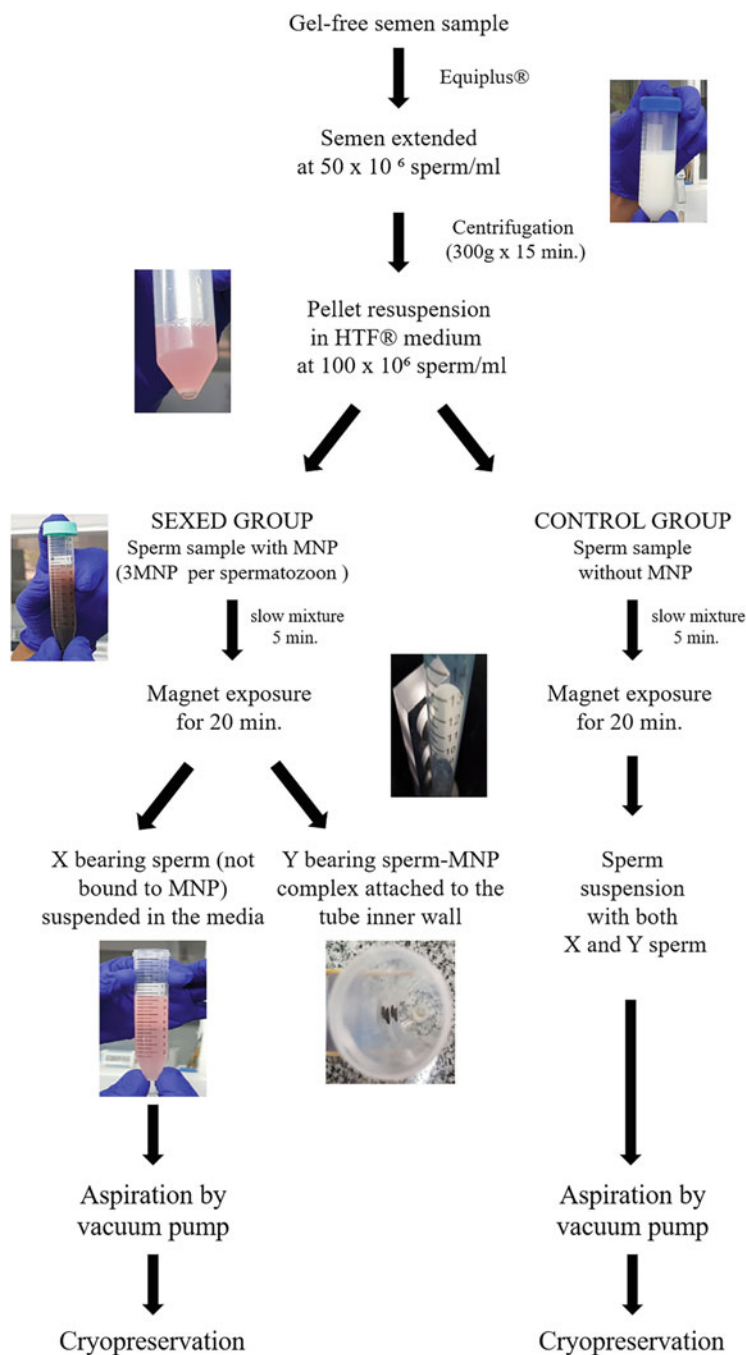 Gel-free semen sample
Equiplus®
Semen extended
at 50 x 10 ⁶ sperm/ml
Centrifugation
(300g x 15 min.)
Pellet resuspension
in HTF® medium
at 100 x 10⁶ sperm/ml
SEXED GROUP
Sperm sample with MNP
(3MNP per spermatozoon )
slow mixture
5 min.
Magnet exposure
for 20 min.
X bearing sperm (not
bound to MNP)
suspended in the media
Y bearing sperm-MNP
complex attached to the
tube inner wall
Aspiration by
vacuum pump
Cryopreservation
CONTROL GROUP
Sperm sample
without MNP
slow mixture
5 min.
Magnet exposure
for 20 min.
Sperm
suspension
with both
X and Y sperm
Aspiration by
vacuum pump
Cryopreservation
13
12
11
10